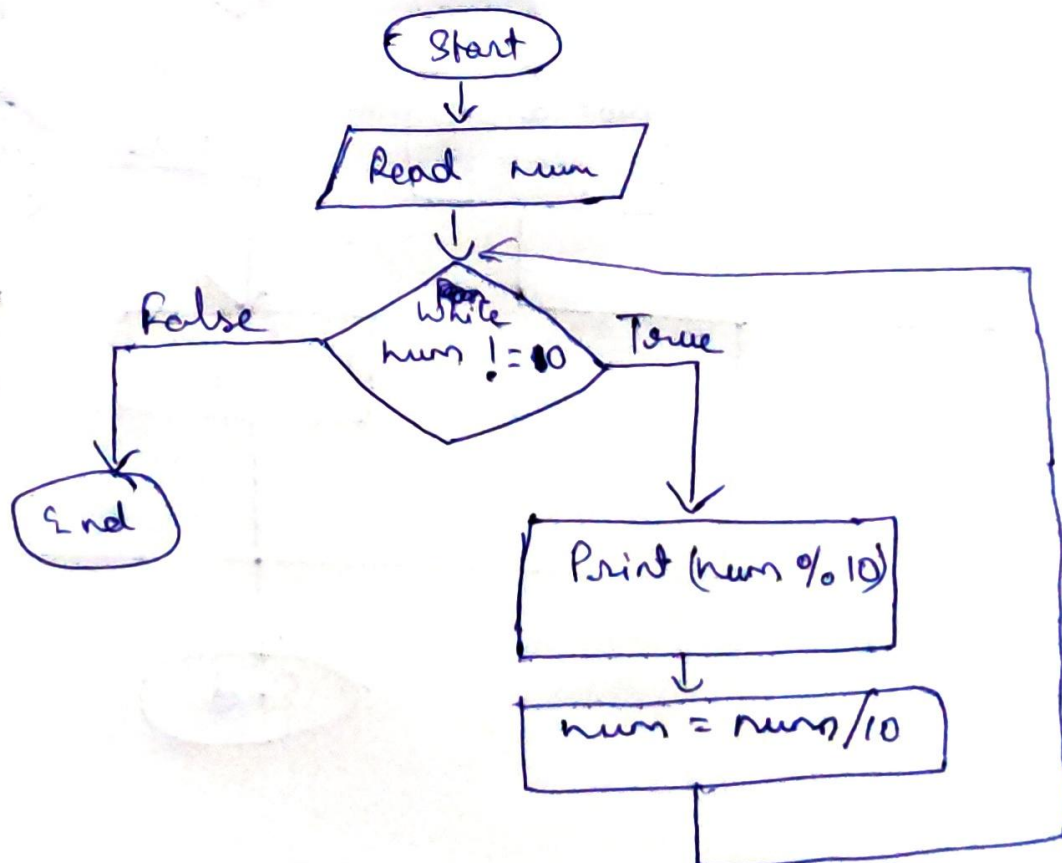 Start
Read num
while
num != 0
False
True
End
Print (num % 10)
num = num/10